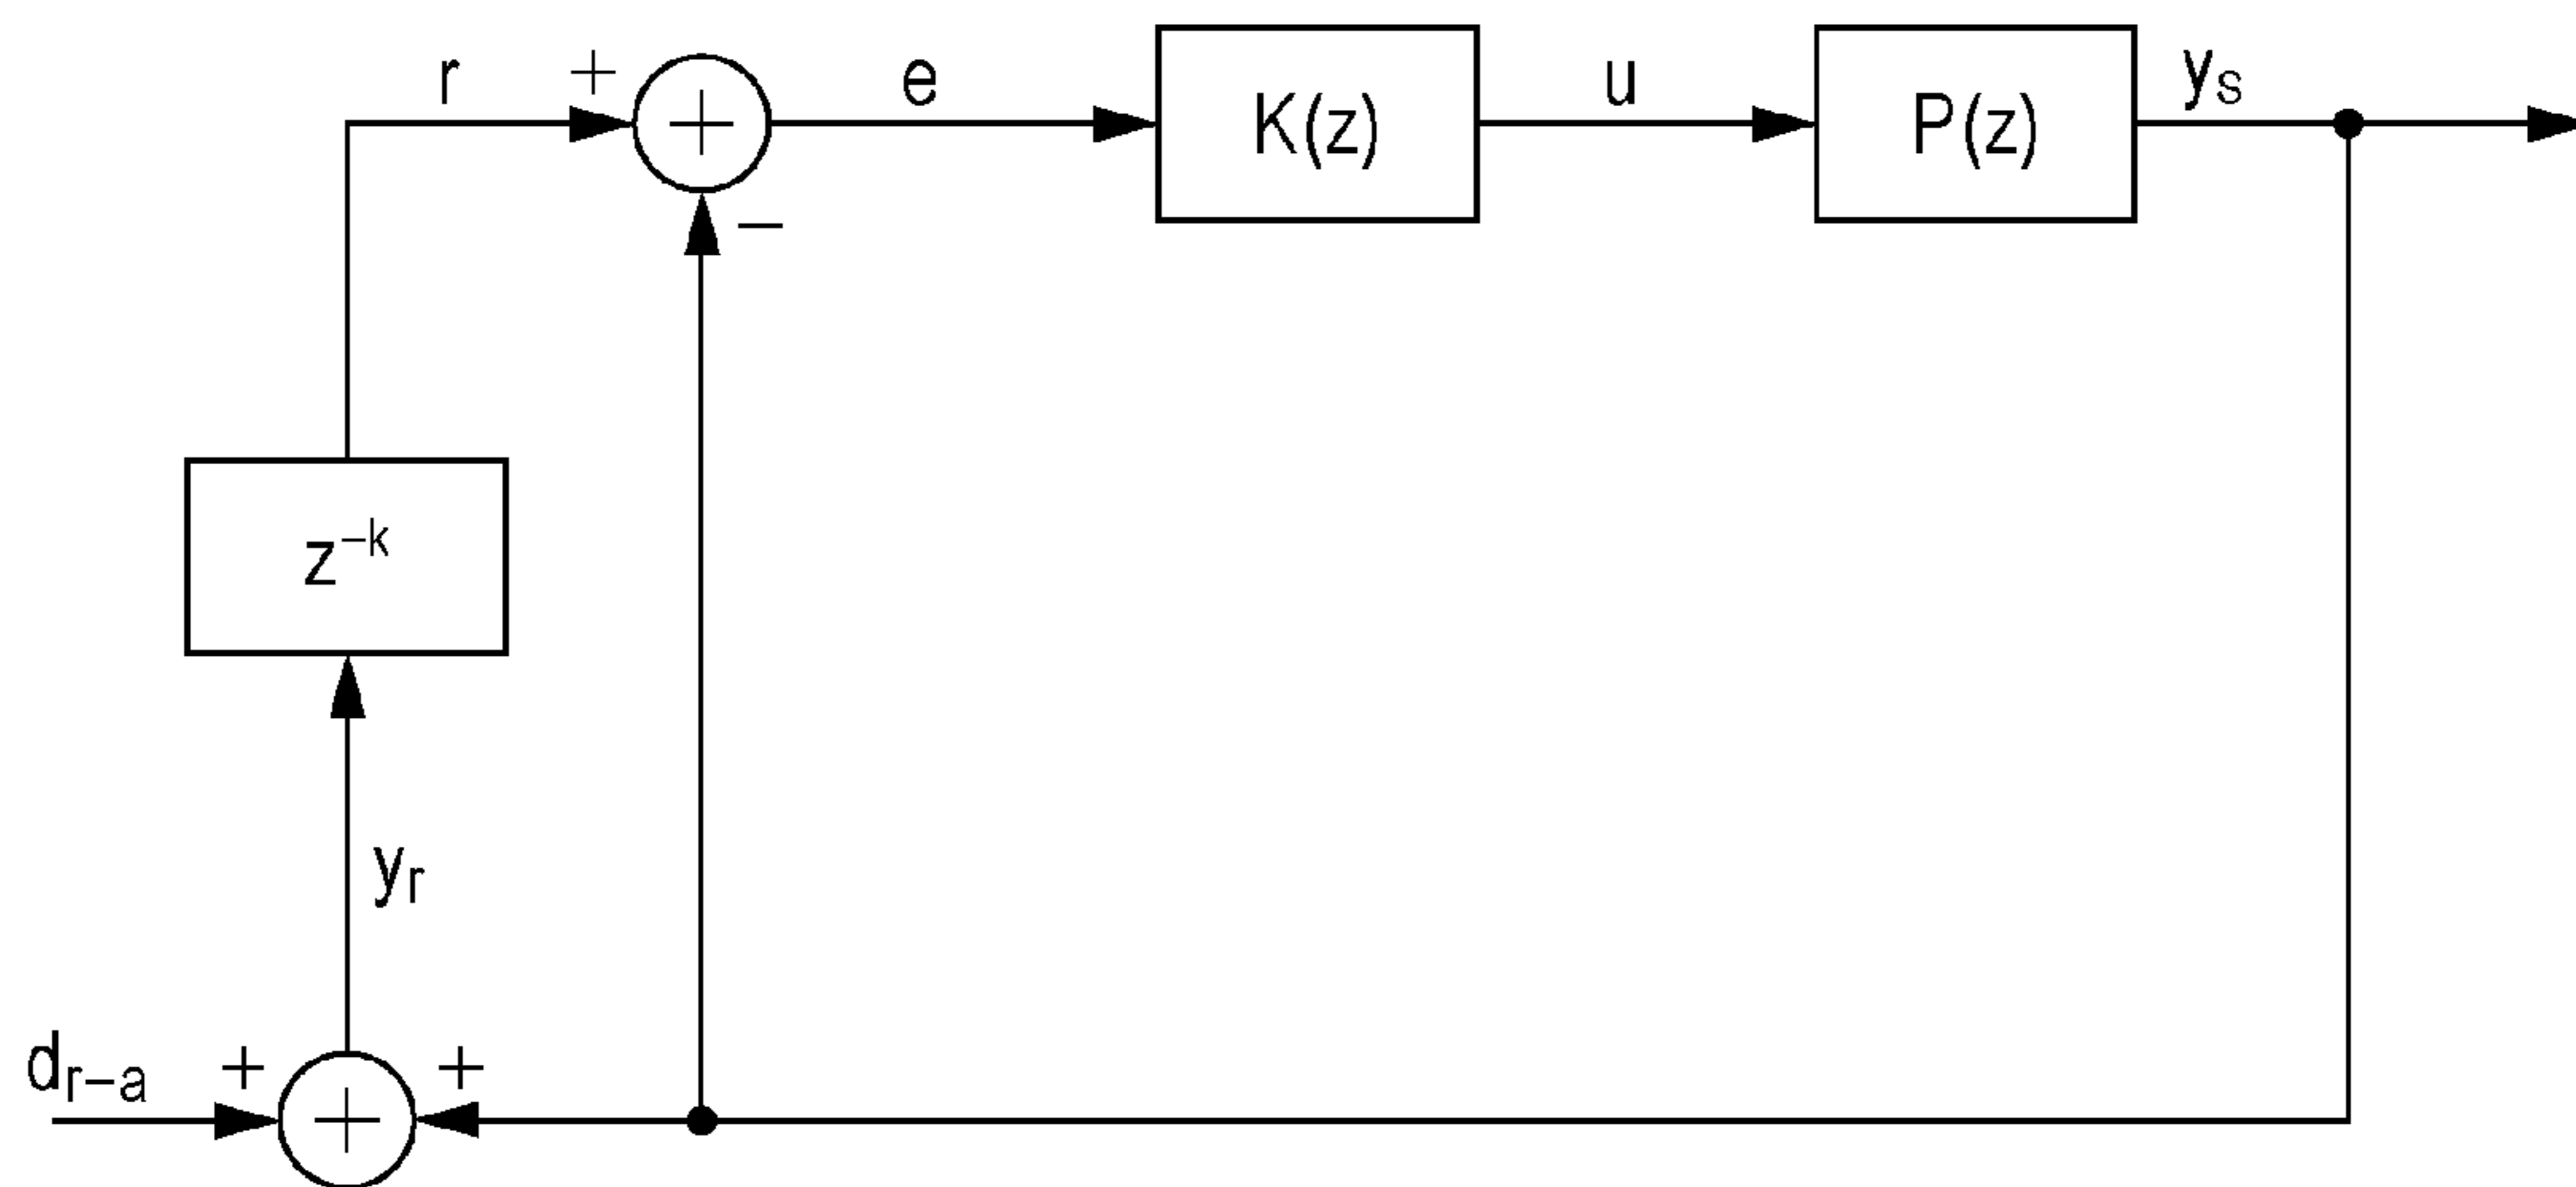 r + e K(z) u P(z) yₛ
+
−
z⁻ᵏ
yᵣ
dᵣ₋ₐ + +
+